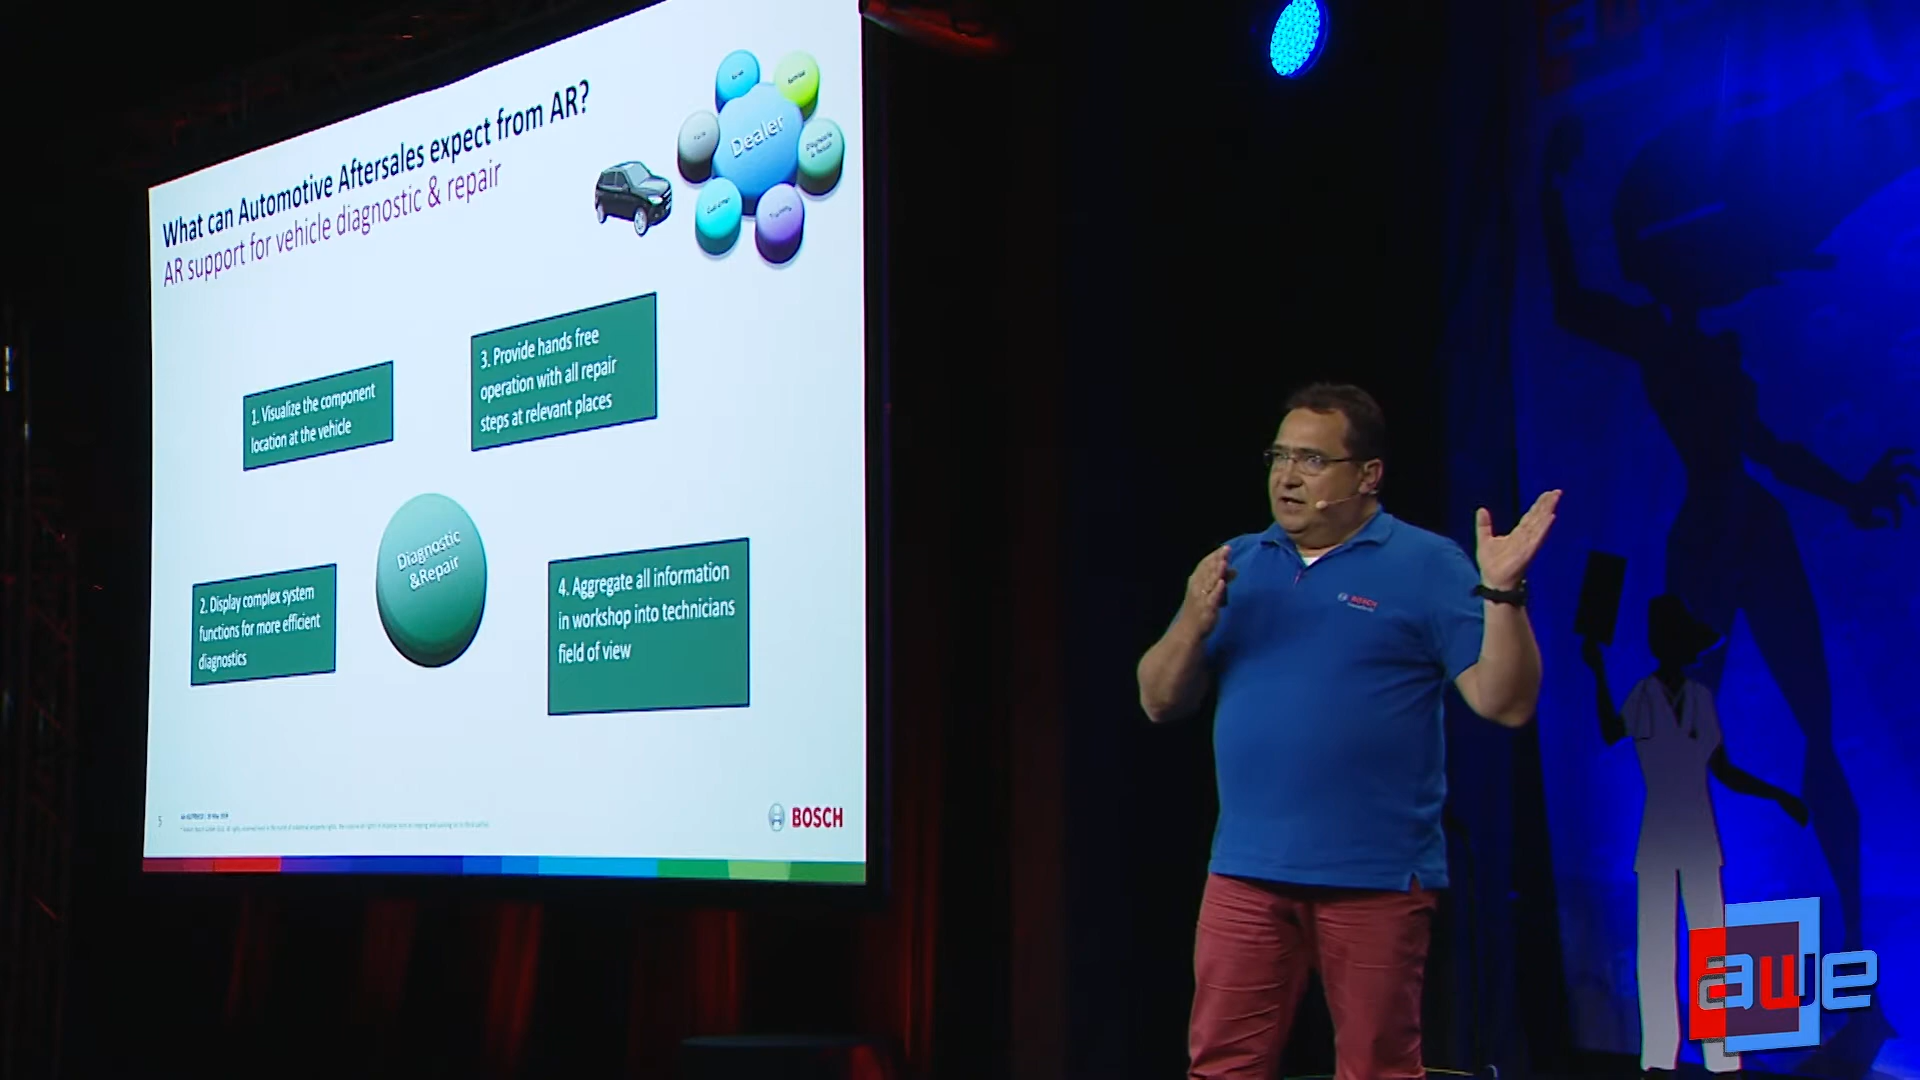 What can Automotive Aftersales expect from AR?
AR support for vehicle diagnostic & repair
Dealer
1. Visualize the component
location at the vehicle
3. Provide hands free
operation with all repair
steps at relevant places
Diagnostic
&Repair
2. Display complex system
functions for more efficient
diagnostics
4. Aggregate all information
in workshop into technicians
field of view
5
BOSCH
BOSCH
awe